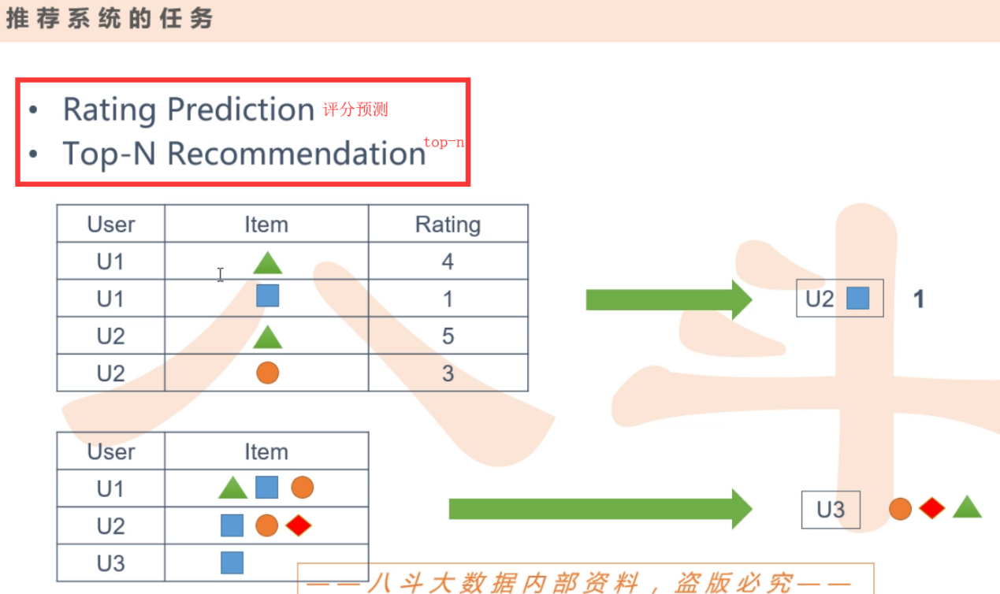 推荐系统的任务
• Rating Prediction 评分预测
• Top-N Recommendation top-n
User Item Rating
U1 4
U1 1
U2 5
U2 3
U2 1
User Item
U1
U2
U3
U3
八斗
——八斗大数据内部资料，盗版必究——